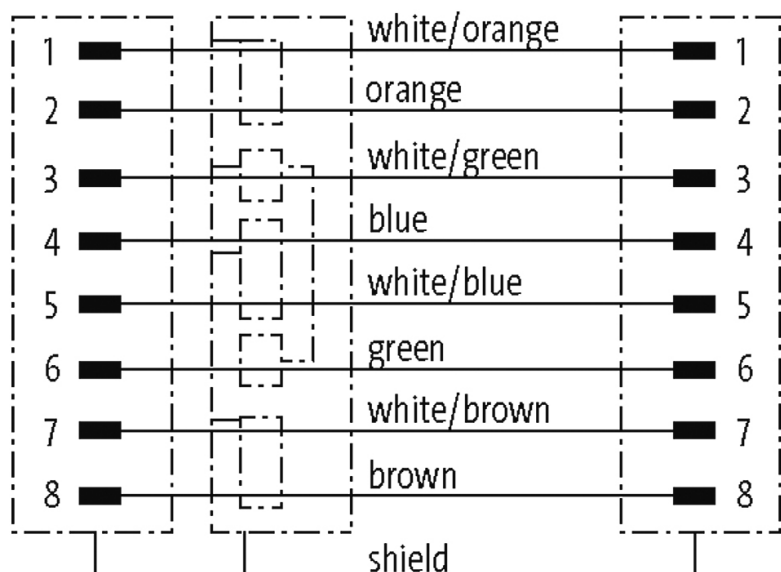 1 white/orange 1
2 orange 2
3 white/green 3
4 blue 4
5 white/blue 5
6 green 6
7 white/brown 7
8 brown 8
shield